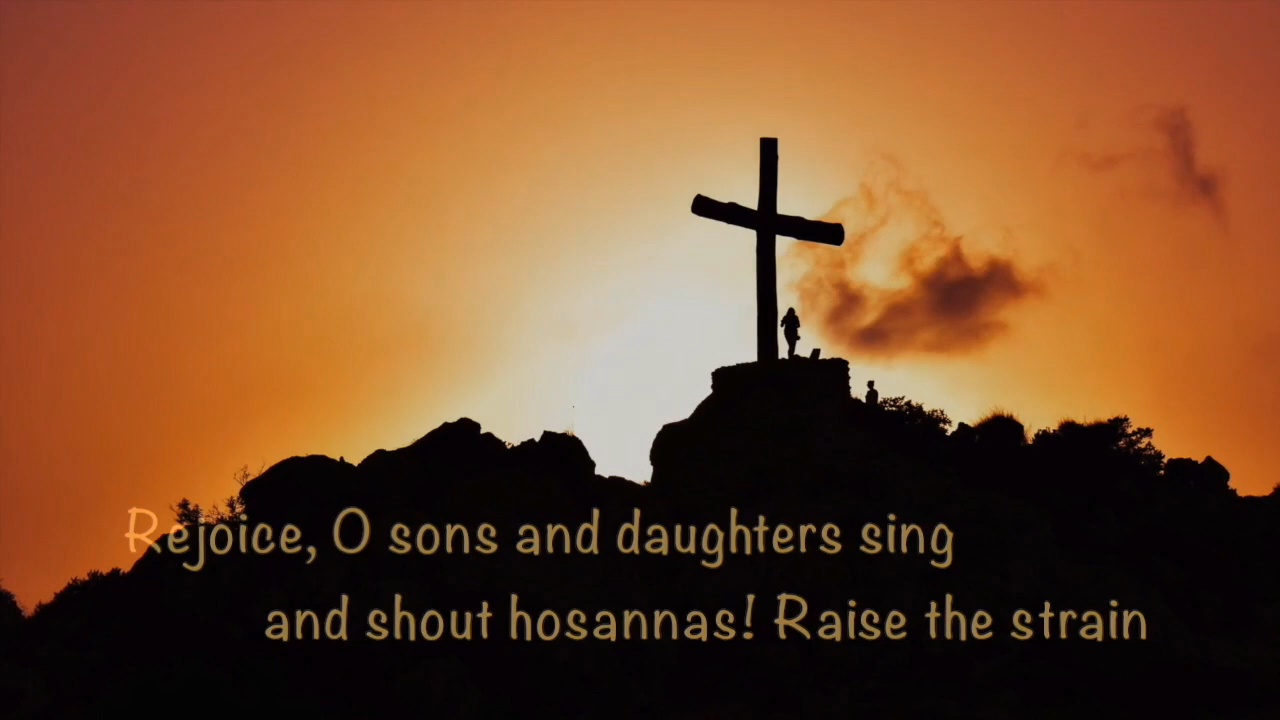 Rejoice, O sons and daughters sing
and shout hosannas! Raise the strain